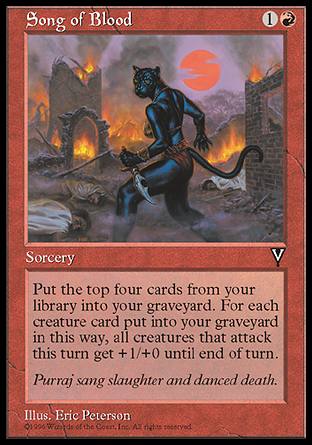 Song of Blood 1
Sorcery
Put the top four cards from your
library into your graveyard. For each
creature card put into your graveyard
in this way, all creatures that attack
this turn get +1/+0 until end of turn.
Purraj sang slaughter and danced death.
Illus. Eric Peterson
©1996 Wizards of the Coast, Inc. All rights reserved.